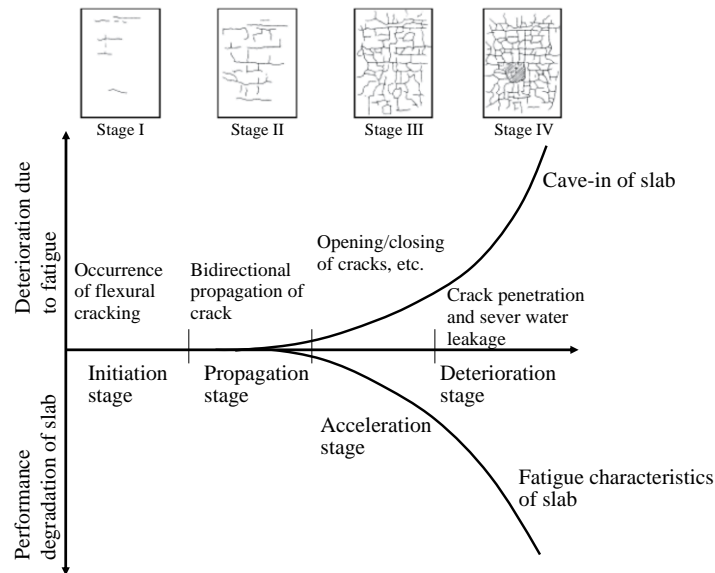 Stage I
Stage II
Stage III
Stage IV
Deterioration due
to fatigue
Cave-in of slab
Opening/closing
of cracks, etc.
Occurrence
of flexural
cracking
Bidirectional
propagation of
crack
Crack penetration
and sever water
leakage
Initiation
stage
Propagation
stage
Deterioration
stage
Acceleration
stage
Performance
degradation of slab
Fatigue characteristics
of slab